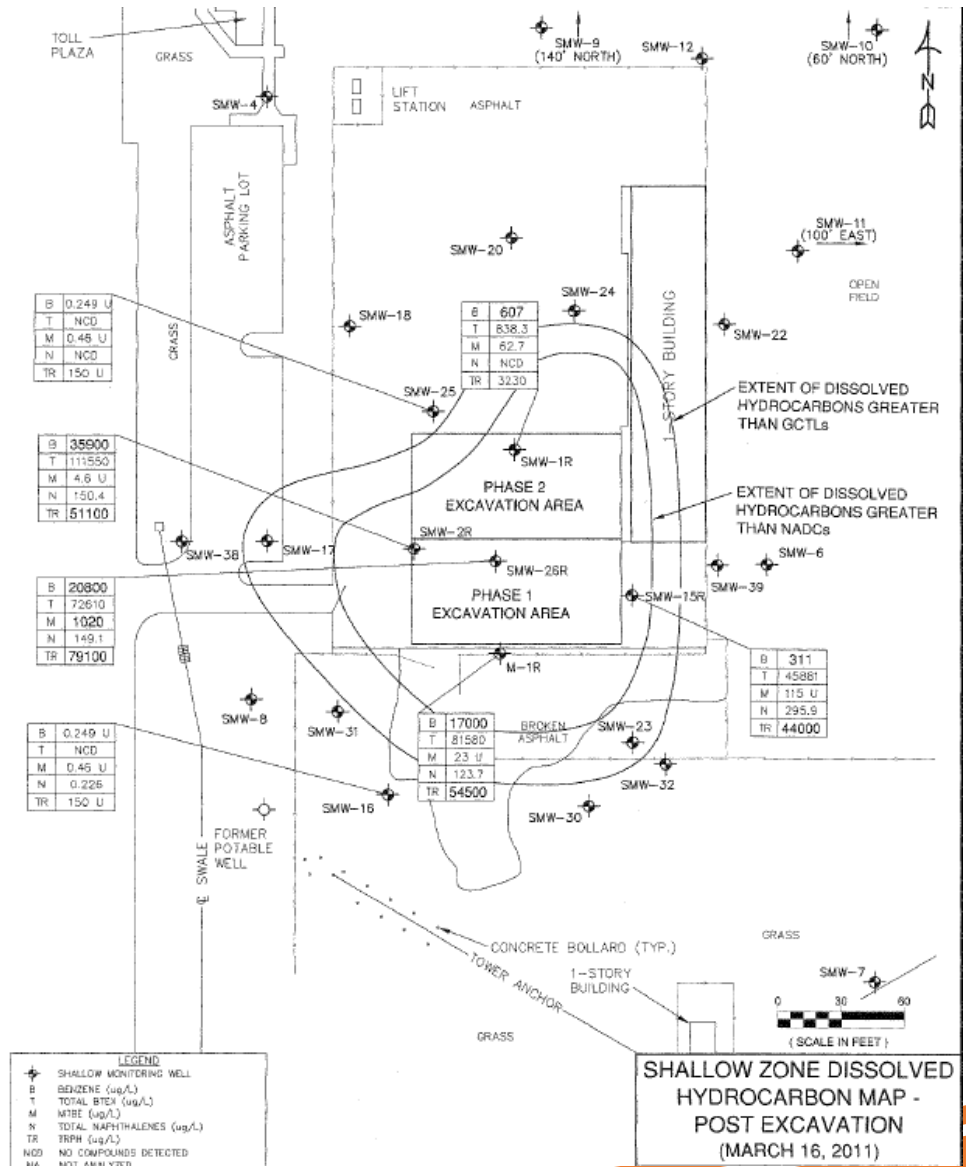 TOLL
PLAZA
GRASS
SMW-4
LIFT
STATION
ASPHALT
SMW-9
(140' NORTH)
SMW-12
SMW-10
(60' NORTH)
N
ASPHALT
PARKING LOT
SMW-20
SMW-11
(100' EAST)
OPEN
FIELD
B 0.249 U
T NCD
M 0.46 U
N NCD
TR 150 U
GRASS
SMW-18
B 607
T 838.3
M 62.7
N NCD
TR 3230
SMW-24
1-STORY BUILDING
SMW-22
SMW-25
EXTENT OF DISSOLVED
HYDROCARBONS GREATER
THAN GCTLs
B 35900
T 111550
M 4.6 U
N 150.4
TR 51100
SMW-1R
PHASE 2
EXCAVATION AREA
EXTENT OF DISSOLVED
HYDROCARBONS GREATER
THAN NADCs
SMW-38
SMW-17
SMW-2R
SMW-26R
SMW-39
SMW-6
B 20800
T 72610
M 1020
N 149.1
TR 79100
PHASE 1
EXCAVATION AREA
SMW-15R
M-1R
B 311
T 45881
M 115 U
N 295.9
TR 44000
SMW-8
SMW-31
B 17000
T 81580
M 23 U
N 123.7
TR 54500
BROKEN
ASPHALT
SMW-23
SMW-32
B 0.249 U
T NCD
M 0.46 U
N 0.226
TR 150 U
SMW-16
SMW-30
FORMER
POTABLE
WELL
SWALE
CONCRETE BOLLARD (TYP.)
TOWER ANCHOR
1-STORY
BUILDING
GRASS
SMW-7
0 30 60
( SCALE IN FEET )
GRASS
LEGEND
SHALLOW MONITORING WELL
B BENZENE (ug/L)
T TOTAL BTEX (ug/L)
M MTBE (ug/L)
N TOTAL NAPHTHALENES (ug/L)
TR TRPH (ug/L)
NCD NO COMPOUNDS DETECTED
NA NOT ANALYZED
SHALLOW ZONE DISSOLVED
HYDROCARBON MAP -
POST EXCAVATION
(MARCH 16, 2011)